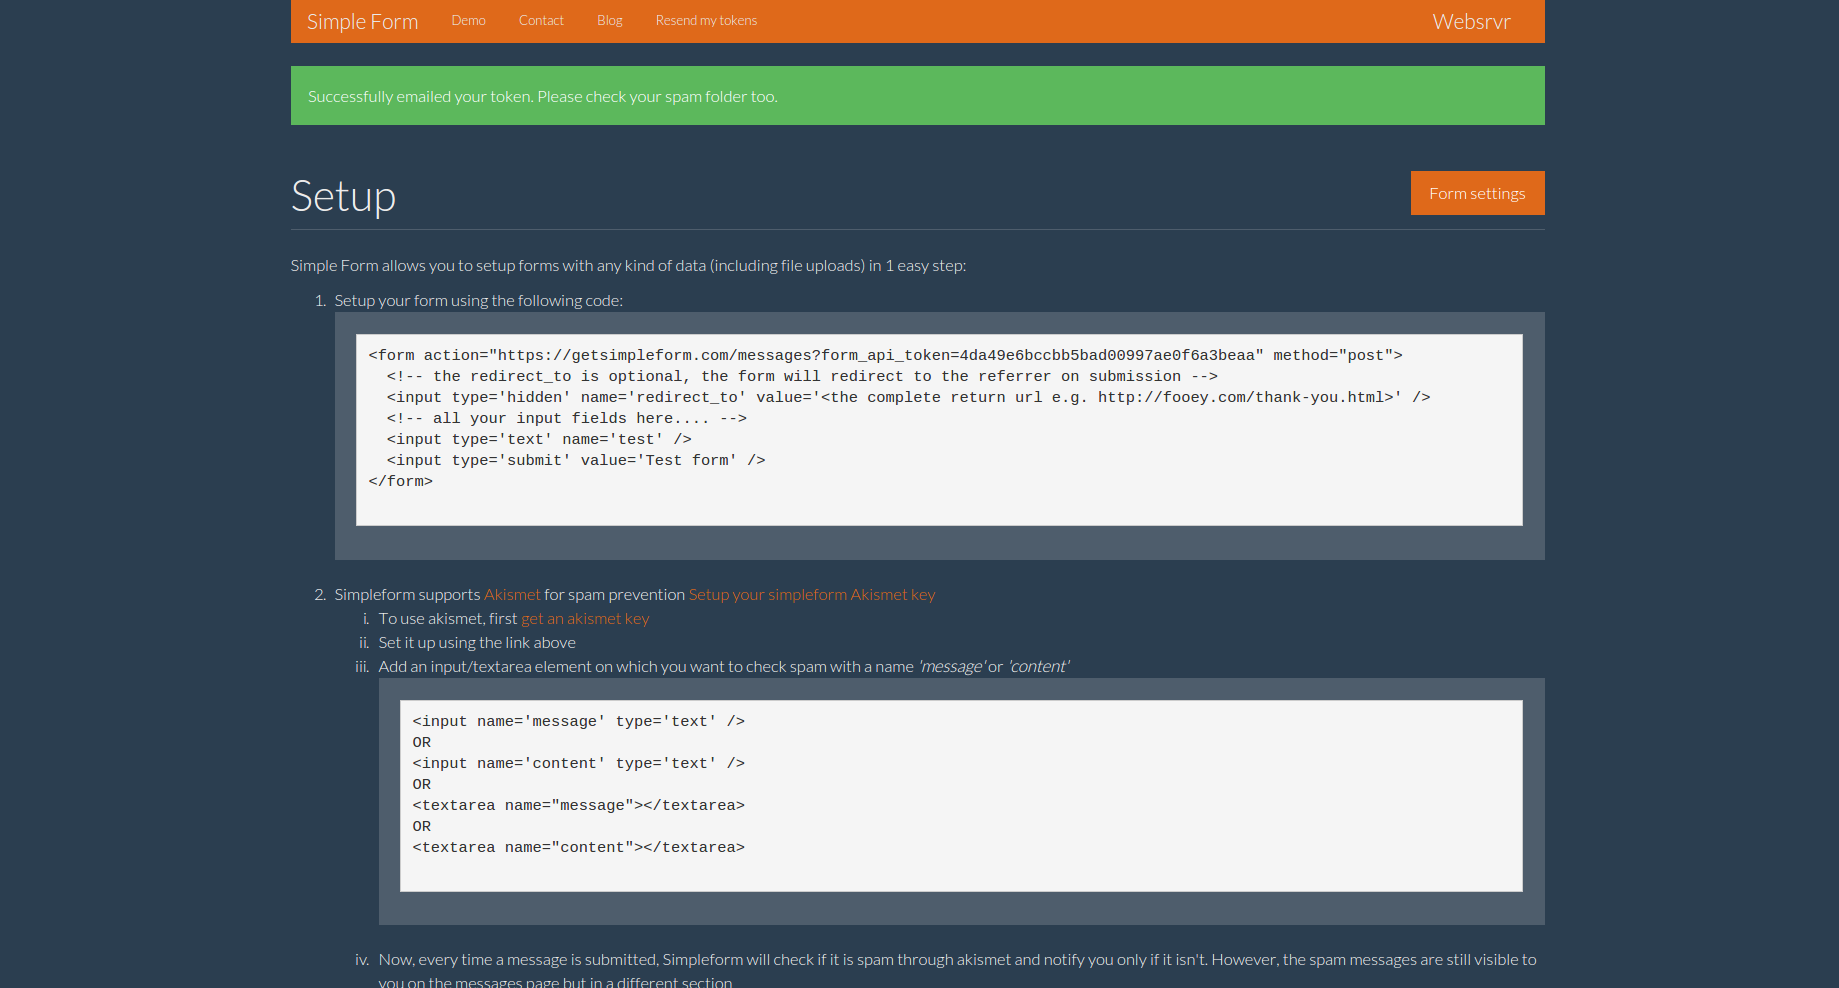 Simple Form Demo Contact Blog Resend my tokens Websrvr
Successfully emailed your token. Please check your spam folder too.
Setup Form settings
Simple Form allows you to setup forms with any kind of data (including file uploads) in 1 easy step:
1. Setup your form using the following code:
<form action="https://getsimpleform.com/messages?form_api_token=4da49e6bccbb5bad00997ae0f6a3beaa" method="post">
<!-- the redirect_to is optional, the form will redirect to the referrer on submission -->
<input type='hidden' name='redirect_to' value='<the complete return url e.g. http://fooey.com/thank-you.html>' />
<!-- all your input fields here.... -->
<input type='text' name='test' />
<input type='submit' value='Test form' />
</form>
2. Simpleform supports Akismet for spam prevention Setup your simpleform Akismet key
i. To use akismet, first get an akismet key
ii. Set it up using the link above
iii. Add an input/textarea element on which you want to check spam with a name 'message' or 'content'
<input name='message' type='text' />
OR
<input name='content' type='text' />
OR
<textarea name="message"></textarea>
OR
<textarea name="content"></textarea>
iv. Now, every time a message is submitted, Simpleform will check if it is spam through akismet and notify you only if it isn't. However, the spam messages are still visible to
you on the messages page but in a different section